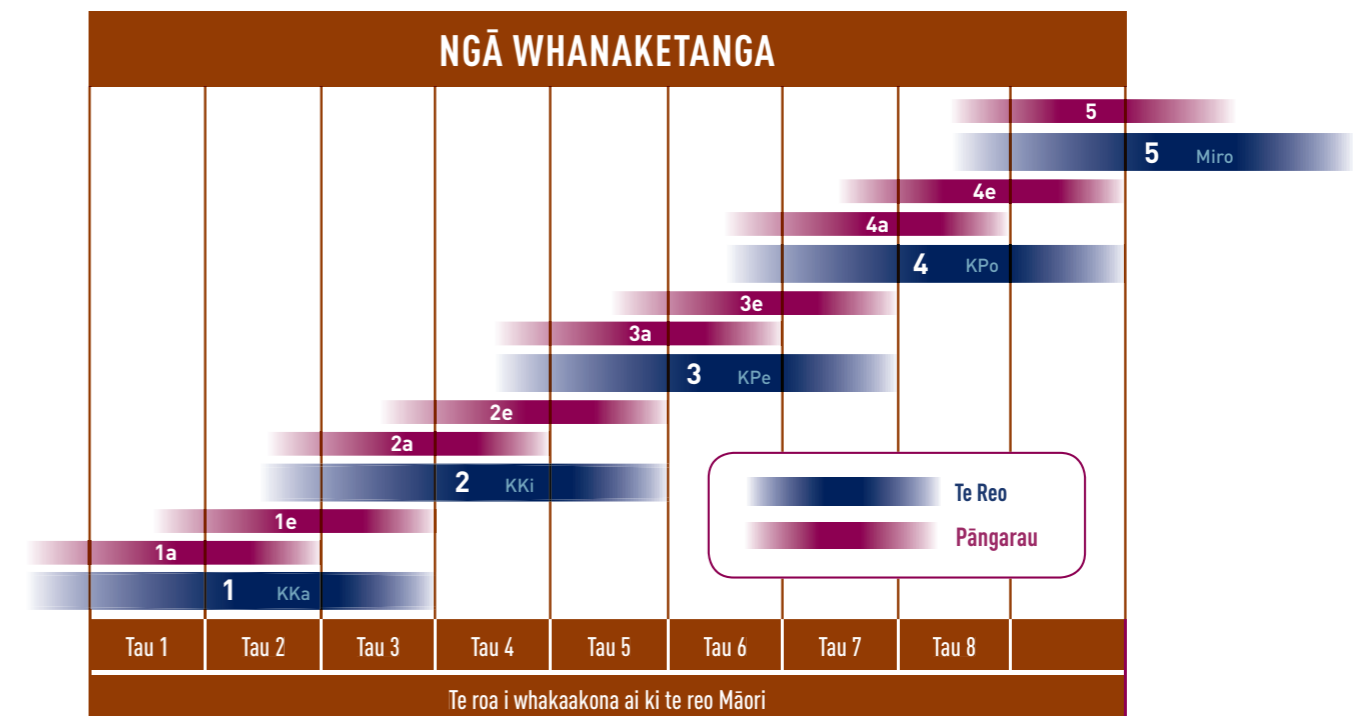 NGĀ WHANAKETANGA
5
5 Miro
4e
4a
4 KPo
3e
3a
3 KPe
2e
2a
2 KKi
1e
1a
1 KKa
Te Reo
Pāngarau
Tau 1 Tau 2 Tau 3 Tau 4 Tau 5 Tau 6 Tau 7 Tau 8
Te roa i whakaakona ai ki te reo Māori